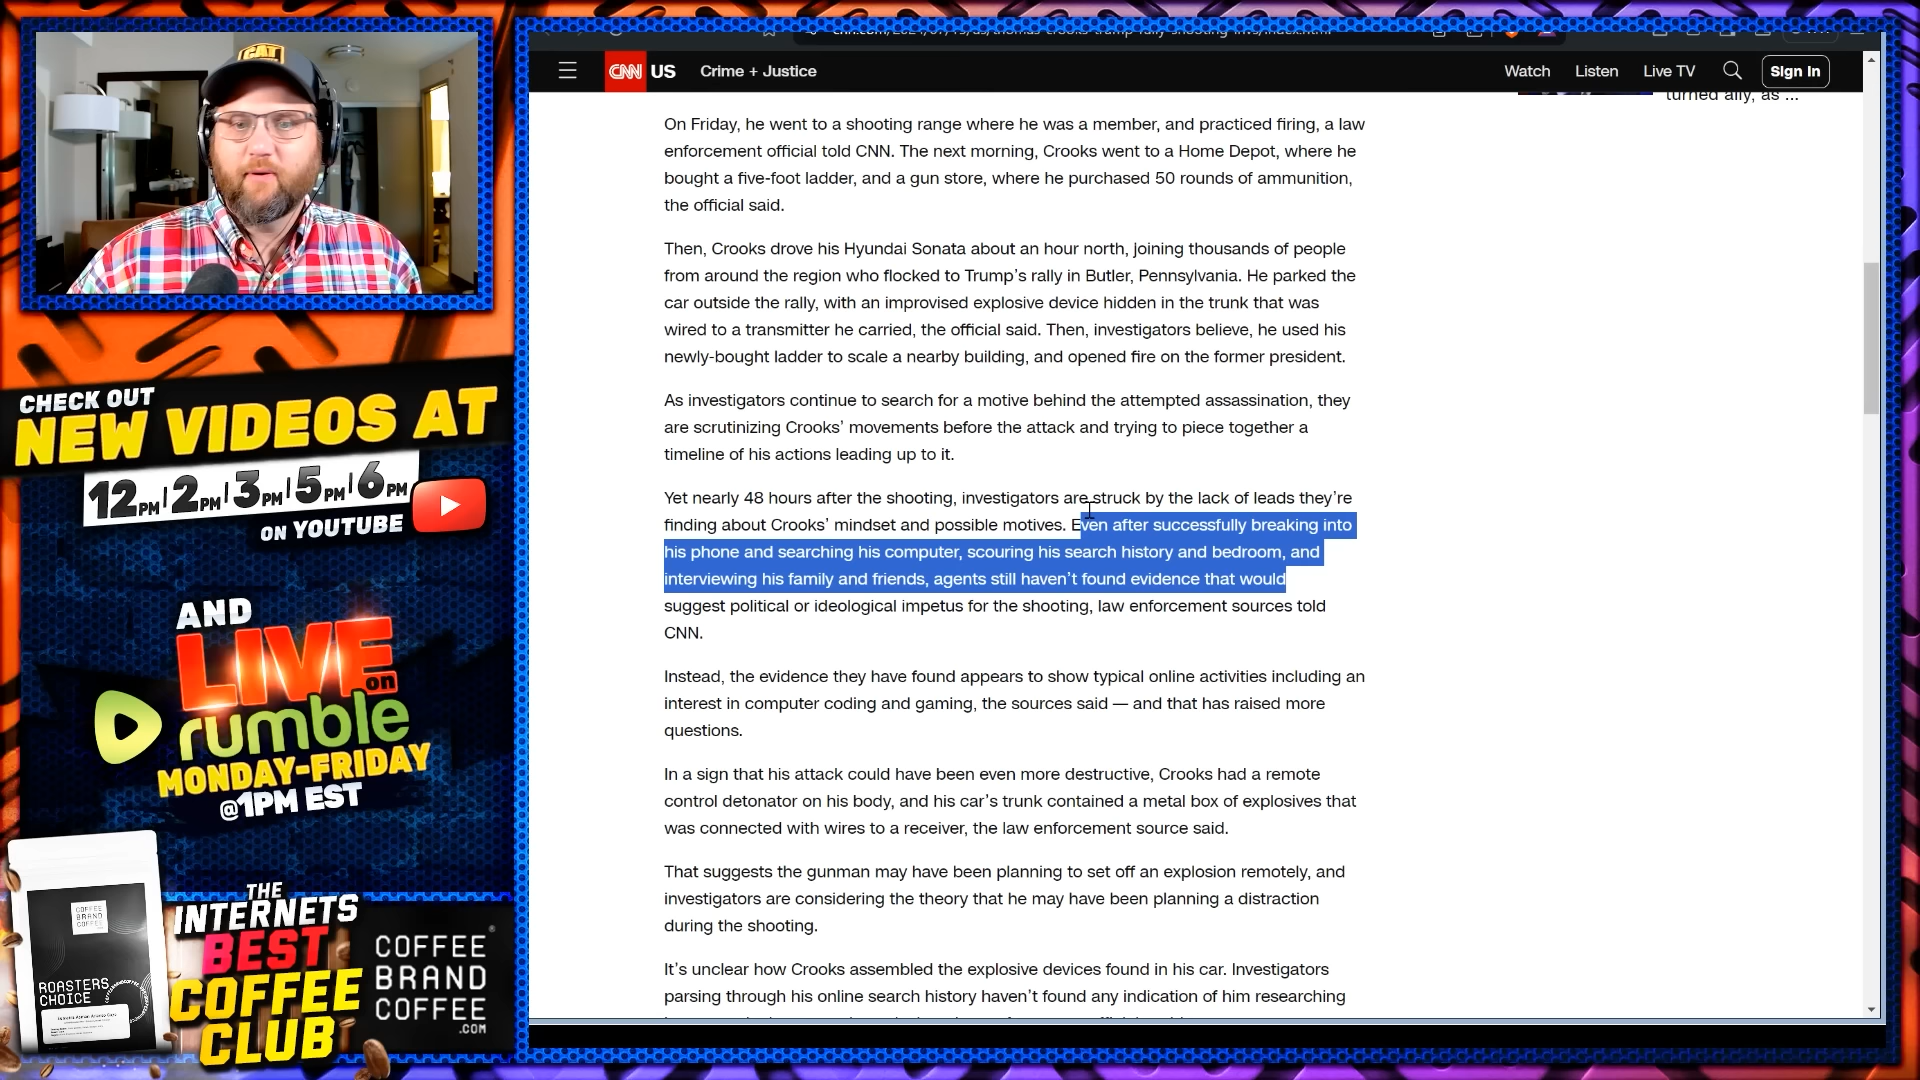 CAT
CHECK OUT
NEW VIDEOS AT
12PM | 2PM | 3PM | 5PM | 6PM
ON YOUTUBE
AND
LIVE
on
rumble
MONDAY-FRIDAY
@1PM EST
COFFEE
BRAND
COFFEE
ROASTERS
CHOICE
THE
INTERNETS
BEST
COFFEE
CLUB
COFFEE
BRAND
COFFEE
.COM
CNN US Crime + Justice Watch Listen Live TV Sign in
turned ally, as ...
On Friday, he went to a shooting range where he was a member, and practiced firing, a law
enforcement official told CNN. The next morning, Crooks went to a Home Depot, where he
bought a five-foot ladder, and a gun store, where he purchased 50 rounds of ammunition,
the official said.
Then, Crooks drove his Hyundai Sonata about an hour north, joining thousands of people
from around the region who flocked to Trump’s rally in Butler, Pennsylvania. He parked the
car outside the rally, with an improvised explosive device hidden in the trunk that was
wired to a transmitter he carried, the official said. Then, investigators believe, he used his
newly-bought ladder to scale a nearby building, and opened fire on the former president.
As investigators continue to search for a motive behind the attempted assassination, they
are scrutinizing Crooks’ movements before the attack and trying to piece together a
timeline of his actions leading up to it.
Yet nearly 48 hours after the shooting, investigators are struck by the lack of leads they’re
finding about Crooks’ mindset and possible motives. Even after successfully breaking into
his phone and searching his computer, scouring his search history and bedroom, and
interviewing his family and friends, agents still haven’t found evidence that would
suggest political or ideological impetus for the shooting, law enforcement sources told
CNN.
Instead, the evidence they have found appears to show typical online activities including an
interest in computer coding and gaming, the sources said — and that has raised more
questions.
In a sign that his attack could have been even more destructive, Crooks had a remote
control detonator on his body, and his car’s trunk contained a metal box of explosives that
was connected with wires to a receiver, the law enforcement source said.
That suggests the gunman may have been planning to set off an explosion remotely, and
investigators are considering the theory that he may have been planning a distraction
during the shooting.
It’s unclear how Crooks assembled the explosive devices found in his car. Investigators
parsing through his online search history haven’t found any indication of him researching